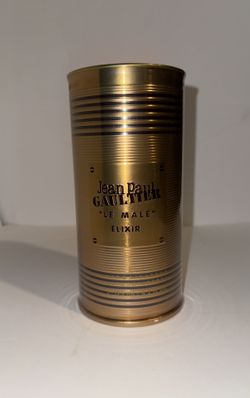 Jean Paul
GAULTIER
"LE MALE"
ELIXIR